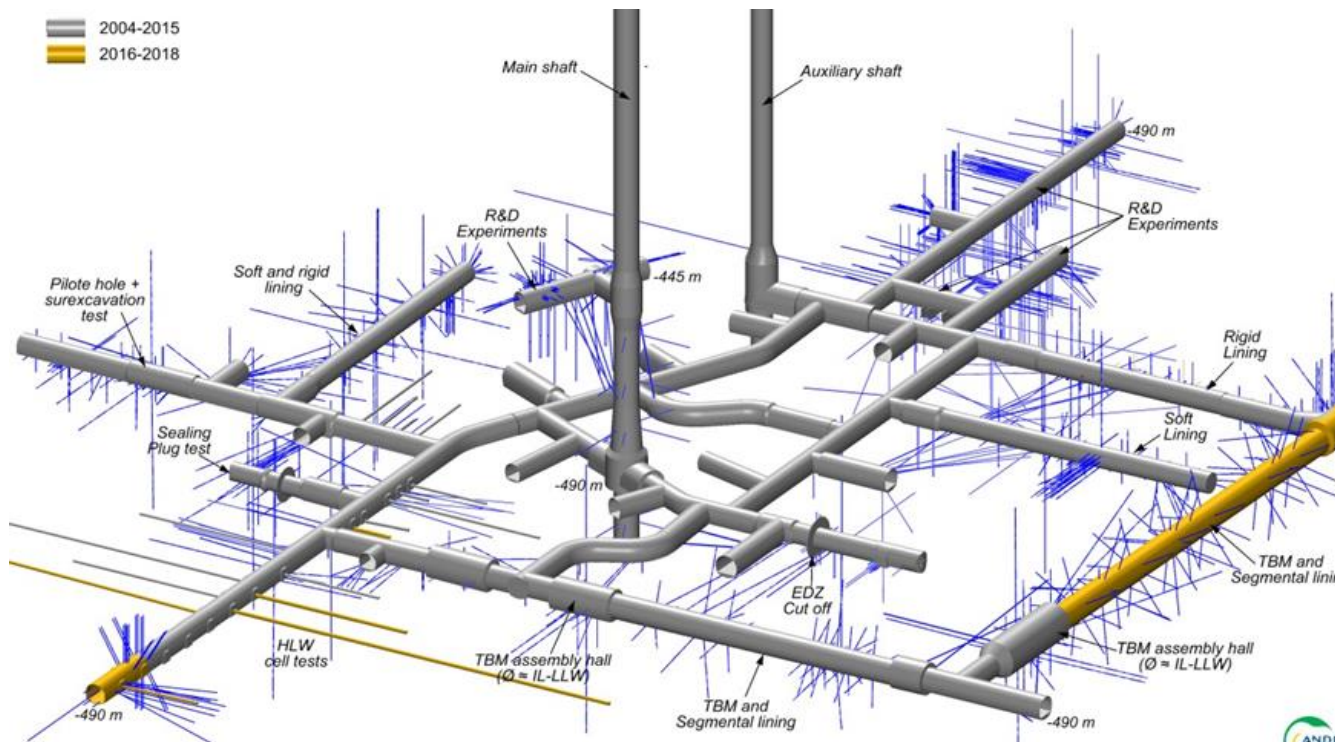 2004-2015
2016-2018
Main shaft
Auxiliary shaft
-490 m
R&D
Experiments
R&D
Experiments
-445 m
Soft and rigid
lining
Pilote hole +
surexcavation
test
Rigid
Lining
Soft
Lining
Sealing
Plug test
-490 m
TBM and
Segmental linin
EDZ
Cut off
HLW
cell tests
TBM assembly hall
(Ø ≈ IL-LLW)
TBM assembly hall
(Ø ≈ IL-LLW)
TBM and
Segmental lining
-490 m
-490 m